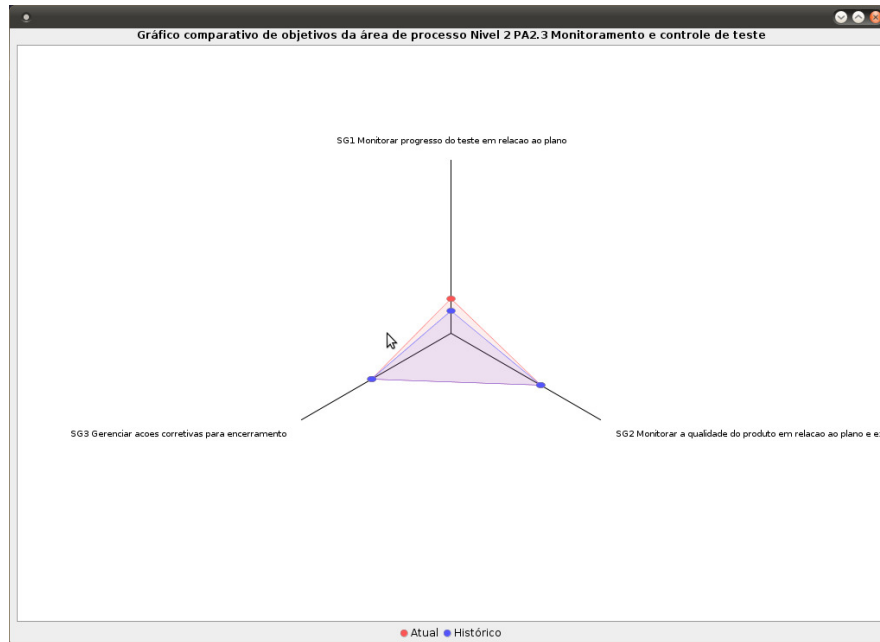 Gráfico comparativo de objetivos da área de processo Nivel 2 PA2.3 Monitoramento e controle de teste
SG1 Monitorar progresso do teste em relacao ao plano
SG3 Gerenciar acoes corretivas para encerramento
SG2 Monitorar a qualidade do produto em relacao ao plano e
Atual
Histórico